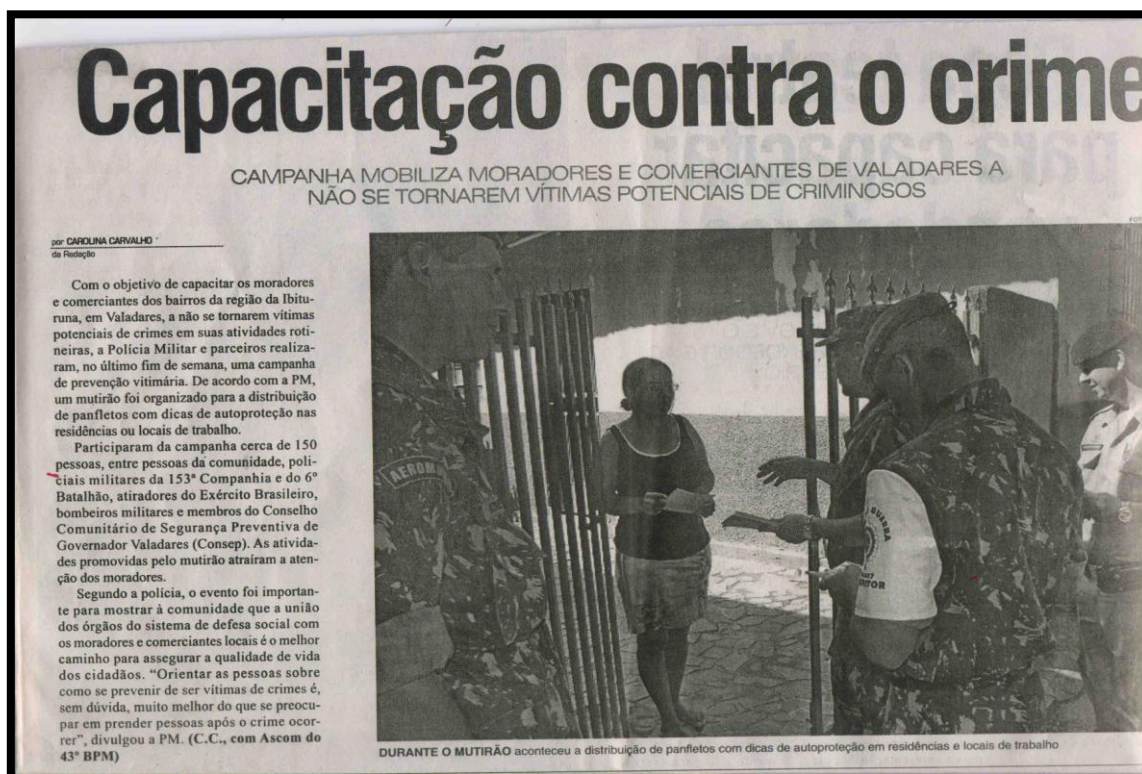 Capacitação contra o crime
CAMPANHA MOBILIZA MORADORES E COMERCIANTES DE VALADARES A
NÃO SE TORNAREM VÍTIMAS POTENCIAIS DE CRIMINOSOS
por CAROLINA CARVALHO
da Redação
Com o objetivo de capacitar os moradores
e comerciantes dos bairros da região da Ibitu-
runa, em Valadares, a não se tornarem vítimas
potenciais de crimes em suas atividades roti-
neiras, a Polícia Militar e parceiros realiza-
ram, no último fim de semana, uma campanha
de prevenção vitimária. De acordo com a PM,
um mutirão foi organizado para a distribuição
de panfletos com dicas de autoproteção nas
residências ou locais de trabalho.
Participaram da campanha cerca de 150
pessoas, entre pessoas da comunidade, poli-
ciais militares da 153ª Companhia e do 6º
Batalhão, atiradores do Exército Brasileiro,
bombeiros militares e membros do Conselho
Comunitário de Segurança Preventiva de
Governador Valadares (Consep). As ativida-
des promovidas pelo mutirão atraíram a aten-
ção dos moradores.
Segundo a polícia, o evento foi importan-
te para mostrar à comunidade que a união
dos órgãos do sistema de defesa social com
os moradores e comerciantes locais é o melhor
caminho para assegurar a qualidade de vida
dos cidadãos. “Orientar as pessoas sobre
como se prevenir de ser vítimas de crimes é,
sem dúvida, muito melhor do que se preocu-
par em prender pessoas após o crime ocor-
rer”, divulgou a PM. (C.C., com Ascom do
43º BPM)
GUERRA
DURANTE O MUTIRÃO aconteceu a distribuição de panfletos com dicas de autoproteção em residências e locais de trabalho